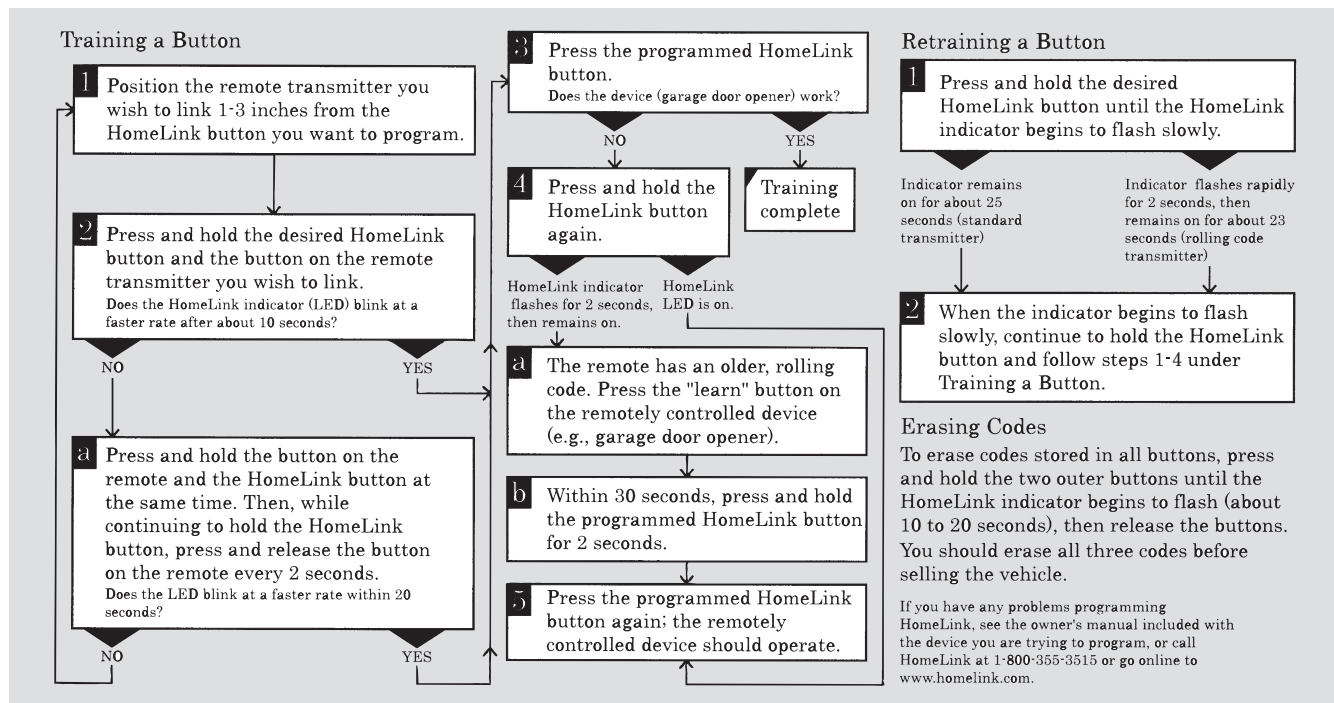 Training a Button
1 Position the remote transmitter you
wish to link 1-3 inches from the
HomeLink button you want to program.
2 Press and hold the desired HomeLink
button and the button on the remote
transmitter you wish to link.
Does the HomeLink indicator (LED) blink at a
faster rate after about 10 seconds?
NO
YES
a Press and hold the button on the
remote and the HomeLink button at
the same time. Then, while
continuing to hold the HomeLink
button, press and release the button
on the remote every 2 seconds.
Does the LED blink at a faster rate within 20
seconds?
NO
YES
3 Press the programmed HomeLink
button.
Does the device (garage door opener) work?
NO
YES
4 Press and hold the
HomeLink button
again.
Training
complete
HomeLink indicator
flashes for 2 seconds,
then remains on.
HomeLink
LED is on.
a The remote has an older, rolling
code. Press the "learn" button on
the remotely controlled device
(e.g., garage door opener).
b Within 30 seconds, press and hold
the programmed HomeLink button
for 2 seconds.
5 Press the programmed HomeLink
button again; the remotely
controlled device should operate.
Retraining a Button
1 Press and hold the desired
HomeLink button until the HomeLink
indicator begins to flash slowly.
Indicator remains
on for about 25
seconds (standard
transmitter)
Indicator flashes rapidly
for 2 seconds, then
remains on for about 23
seconds (rolling code
transmitter)
2 When the indicator begins to flash
slowly, continue to hold the HomeLink
button and follow steps 1-4 under
Training a Button.
Erasing Codes
To erase codes stored in all buttons, press
and hold the two outer buttons until the
HomeLink indicator begins to flash (about
10 to 20 seconds), then release the buttons.
You should erase all three codes before
selling the vehicle.
If you have any problems programming
HomeLink, see the owner's manual included with
the device you are trying to program, or call
HomeLink at 1-800-355-3515 or go online to
www.homelink.com.